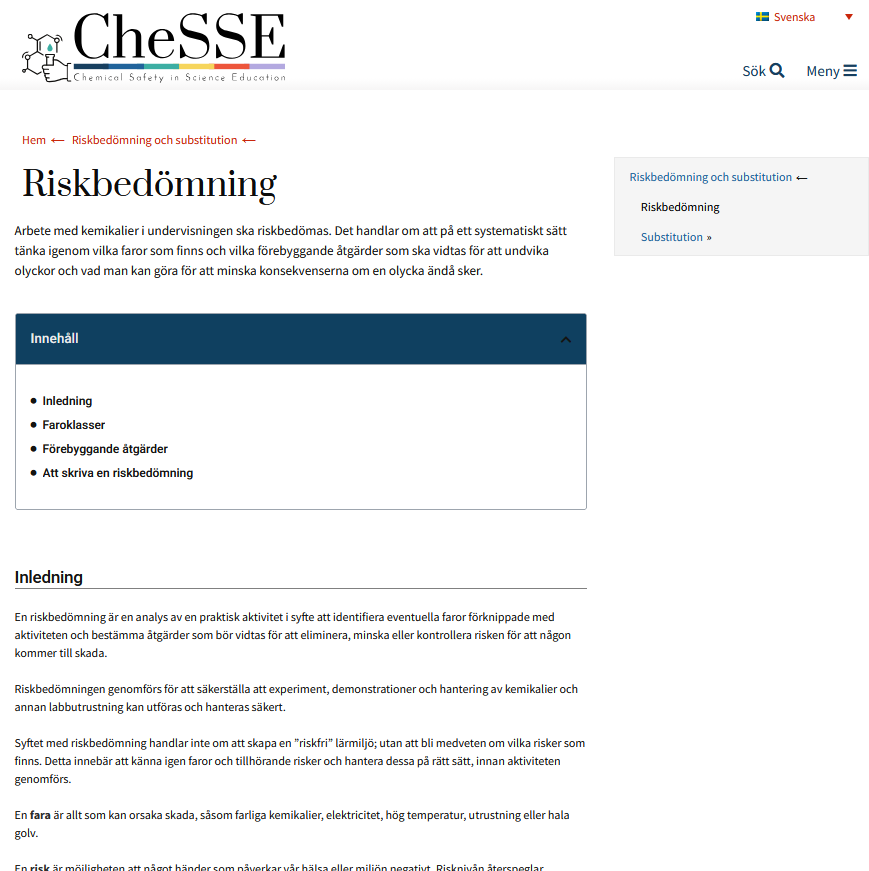 CheSSE
Chemical Safety in Science Education
Svenska
Sök
Meny
Hem ← Riskbedömning och substitution ←
Riskbedömning
Arbete med kemikalier i undervisningen ska riskbedömas. Det handlar om att på ett systematiskt sätt
tänka igenom vilka faror som finns och vilka förebyggande åtgärder som ska vidtas för att undvika
olyckor och vad man kan göra för att minska konsekvenserna om en olycka ändå sker.
Riskbedömning och substitution ←
Riskbedömning
Substitution »
Innehåll
● Inledning
● Faroklasser
● Förebyggande åtgärder
● Att skriva en riskbedömning
Inledning
En riskbedömning är en analys av en praktisk aktivitet i syfte att identifiera eventuella faror förknippade med
aktiviteten och bestämma åtgärder som bör vidtas för att eliminera, minska eller kontrollera risken för att någon
kommer till skada.
Riskbedömningen genomförs för att säkerställa att experiment, demonstrationer och hantering av kemikalier och
annan labbutrustning kan utföras och hanteras säkert.
Syftet med riskbedömning handlar inte om att skapa en ”riskfri” lärmiljö; utan att bli medveten om vilka risker som
finns. Detta innebär att känna igen faror och tillhörande risker och hantera dessa på rätt sätt, innan aktiviteten
genomförs.
En fara är allt som kan orsaka skada, såsom farliga kemikalier, elektricitet, hög temperatur, utrustning eller hala
golv.
En risk är möjligheten att något händer som påverkar vår hälsa eller miljön negativt. Risknivån återspeglar